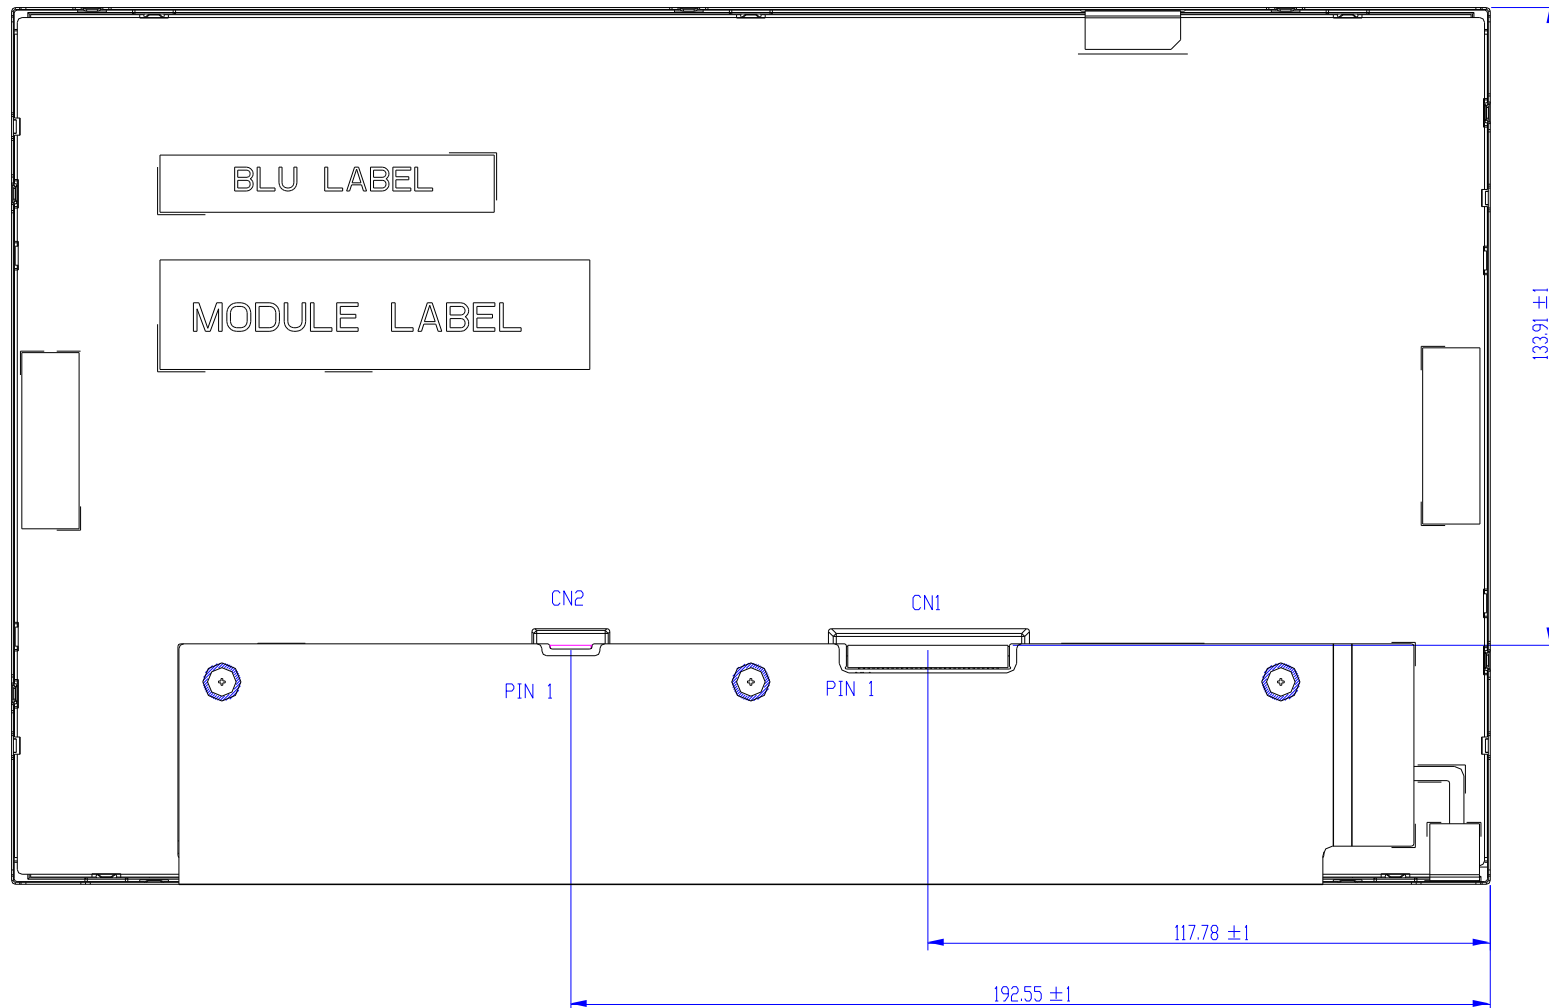 BLU LABEL
MODULE LABEL
133.91 ±1
CN2
CN1
PIN 1
PIN 1
117.78 ±1
192.55 ±1